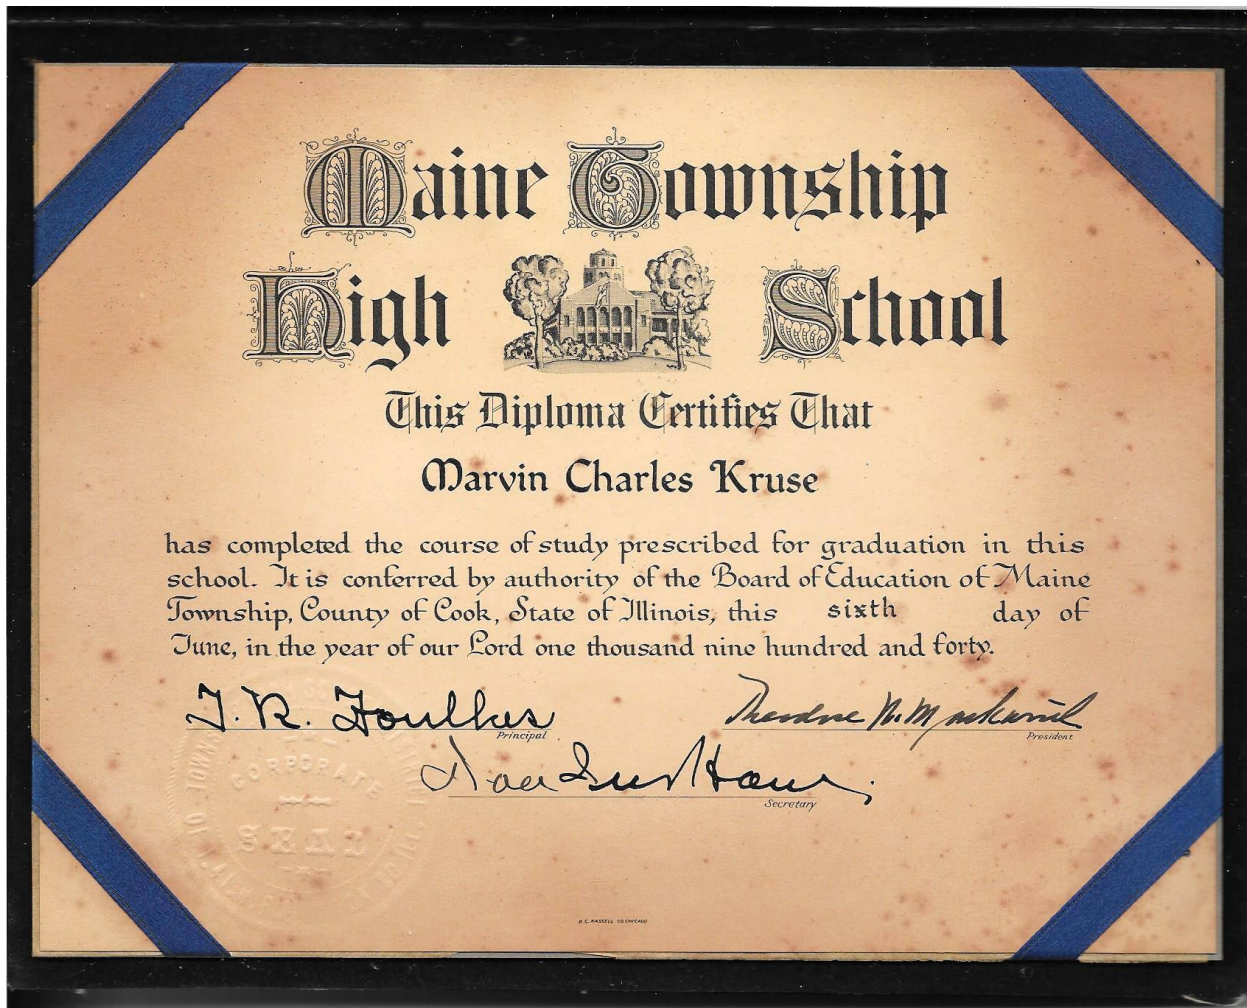 Maine Township
High School
This Diploma Certifies That
Marvin Charles Kruse
has completed the course of study prescribed for graduation in this
school. It is conferred by authority of the Board of Education of Maine
Township, County of Cook, State of Illinois, this sixth day of
June, in the year of our Lord one thousand nine hundred and forty.
Principal
President
Secretary
CORPORATE
SEAL